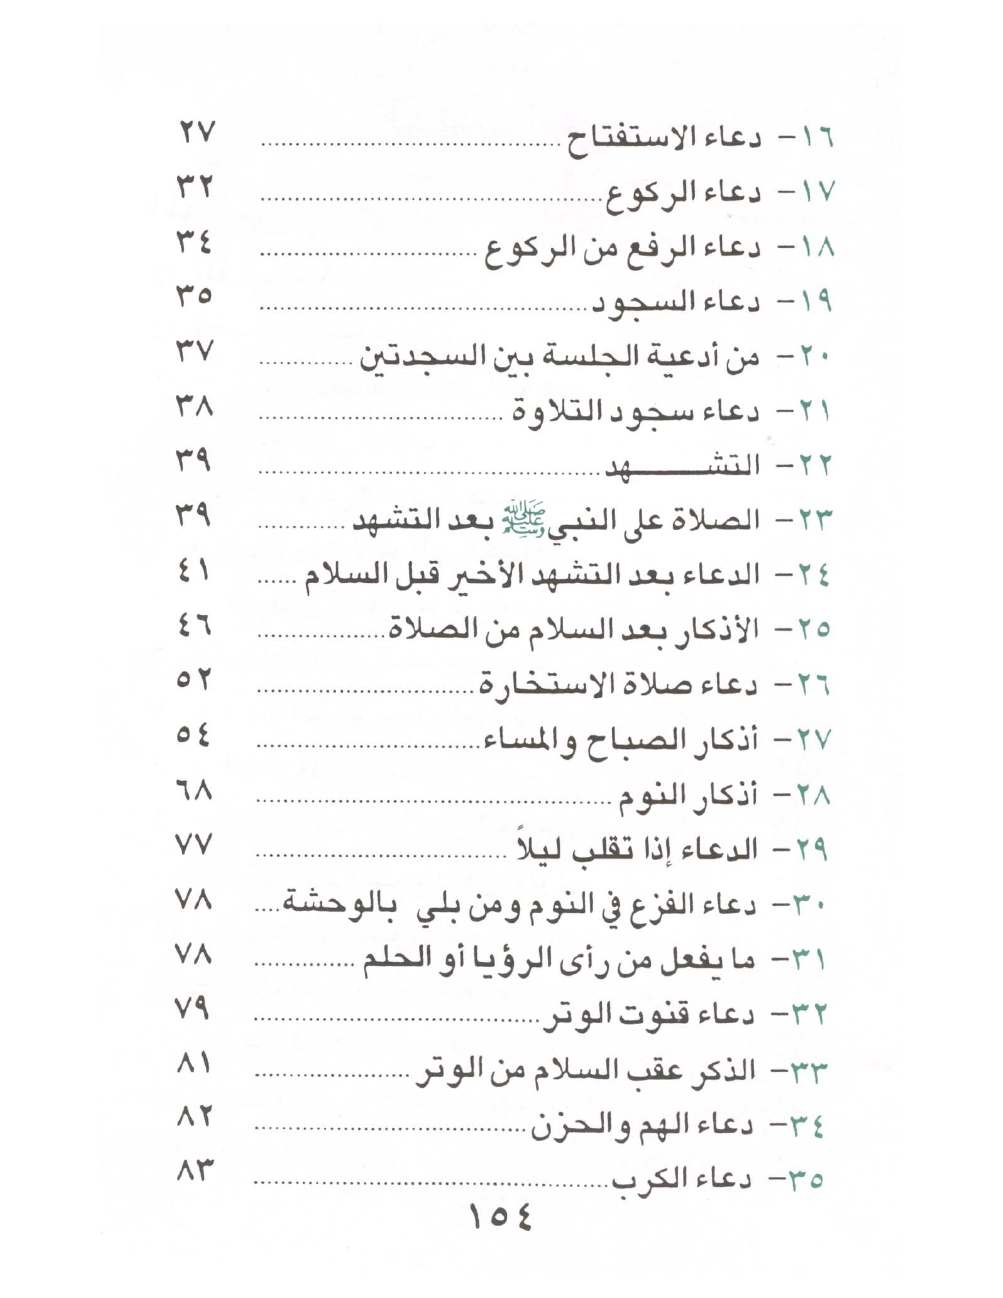 ١٦- دعاء الاستفتاح ........................................ ٢٧
١٧- دعاء الركوع ........................................ ٣٢
١٨- دعاء الرفع من الركوع ........................................ ٣٤
١٩- دعاء السجود ........................................ ٣٥
٢٠- من أدعية الجلسة بين السجدتين ............. ٣٧
٢١- دعاء سجود التلاوة ........................................ ٣٨
٢٢- التشـــــــهد ........................................ ٣٩
٢٣- الصلاة على النبي ﷺ بعد التشهد ............ ٣٩
٢٤- الدعاء بعد التشهد الأخير قبل السلام ...... ٤١
٢٥- الأذكار بعد السلام من الصلاة ................ ٤٦
٢٦- دعاء صلاة الاستخارة ............................ ٥٢
٢٧- أذكار الصباح والمساء ............................ ٥٤
٢٨- أذكار النوم ........................................ ٦٨
٢٩- الدعاء إذا تقلب ليلاً ................................ ٧٧
٣٠- دعاء الفزع في النوم ومن بلي بالوحشة .... ٧٨
٣١- ما يفعل من رأى الرؤيا أو الحلم ............. ٧٨
٣٢- دعاء قنوت الوتر .................................... ٧٩
٣٣- الذكر عقب السلام من الوتر .................... ٨١
٣٤- دعاء الهم والحزن .................................. ٨٢
٣٥- دعاء الكرب ........................................ ٨٣
١٥٤